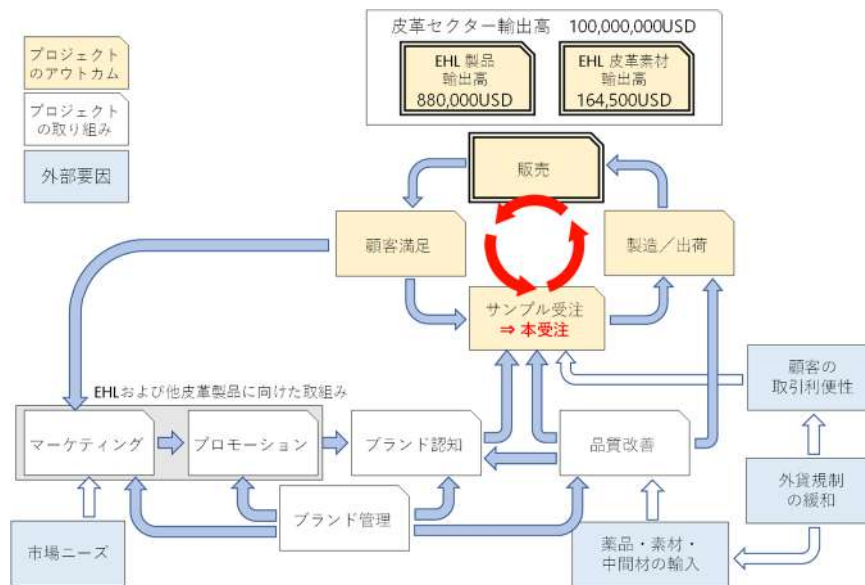 プロジェクト
のアウトカム
プロジェクト
の取り組み
外部要因
皮革セクター輸出高 100,000,000USD
EHL 製品
輸出高
880,000USD
EHL 皮革素材
輸出高
164,500USD
販売
顧客満足
製造／出荷
サンプル受注
⇒ 本受注
顧客の
取引利便性
EHLおよび他皮革製品に向けた取組み
マーケティング
プロモーション
ブランド認知
品質改善
外貨規制
の緩和
ブランド管理
市場ニーズ
薬品・素材・
中間材の輸入